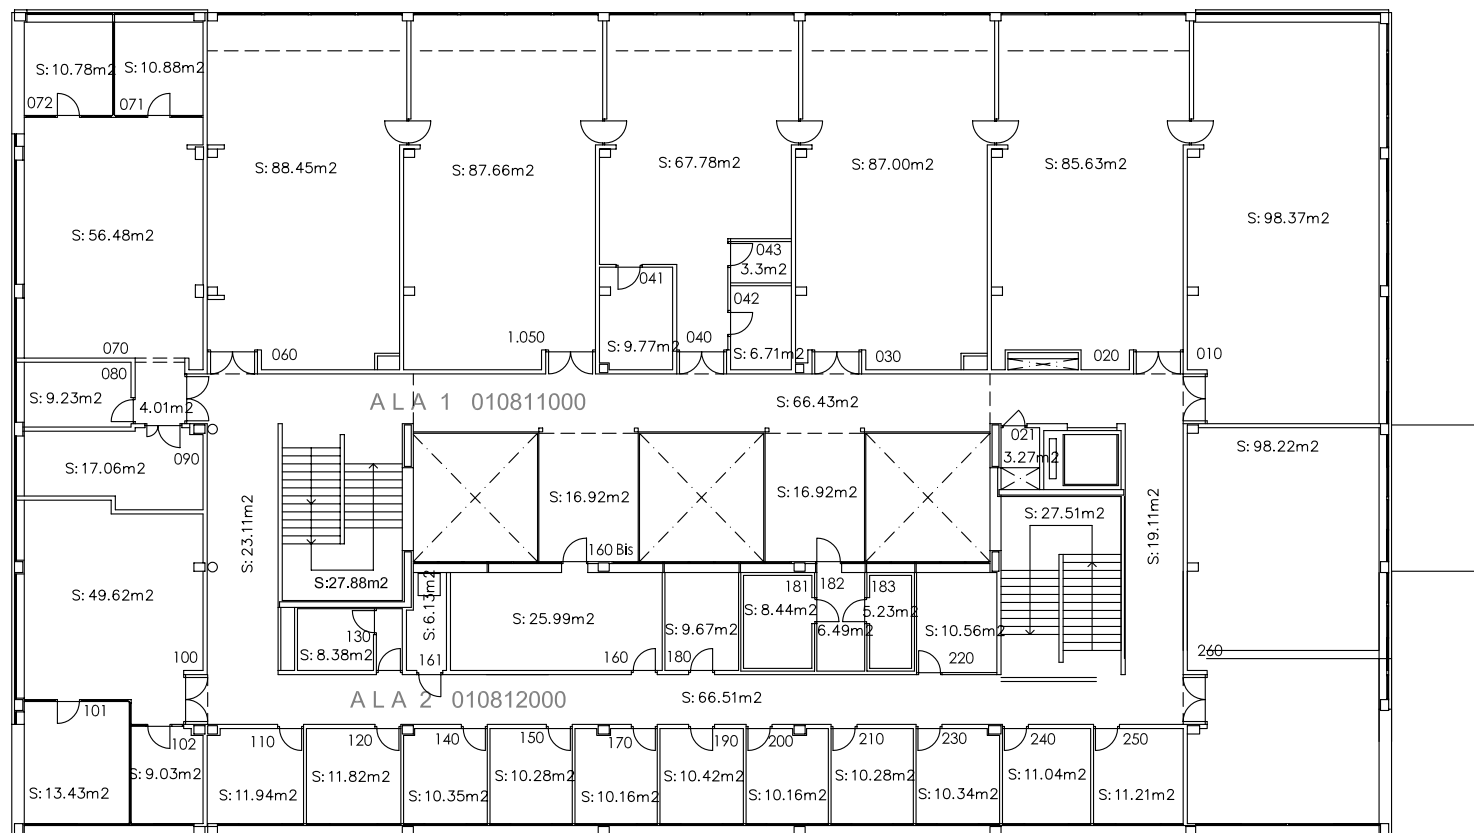 S: 10.78m2
S: 10.88m2
072
071
S: 88.45m2
S: 87.66m2
S: 67.78m2
S: 87.00m2
S: 85.63m2
S: 98.37m2
S: 56.48m2
043
3.3m2
041
042
070
060
1.050
S: 9.77m2
040
S: 6.71m2
030
020
010
080
S: 9.23m2
4.01m2
ALA 1 010811000
S: 66.43m2
090
S: 17.06m2
021
3.27m2
S: 98.22m2
S: 23.11m2
S: 16.92m2
S: 16.92m2
S: 27.51m2
S: 19.11m2
160 Bis
S: 27.88m2
S: 6.13m2
S: 49.62m2
S: 25.99m2
181
182
183
S: 8.44m2
5.23m2
S: 9.67m2
6.49m2
S: 10.56m2
130
S: 8.38m2
161
160
180
220
260
100
ALA 2 010812000
S: 66.51m2
101
102
110
120
140
150
170
190
200
210
230
240
250
S: 13.43m2
S: 9.03m2
S: 11.94m2
S: 11.82m2
S: 10.35m2
S: 10.28m2
S: 10.16m2
S: 10.42m2
S: 10.16m2
S: 10.28m2
S: 10.34m2
S: 11.04m2
S: 11.21m2